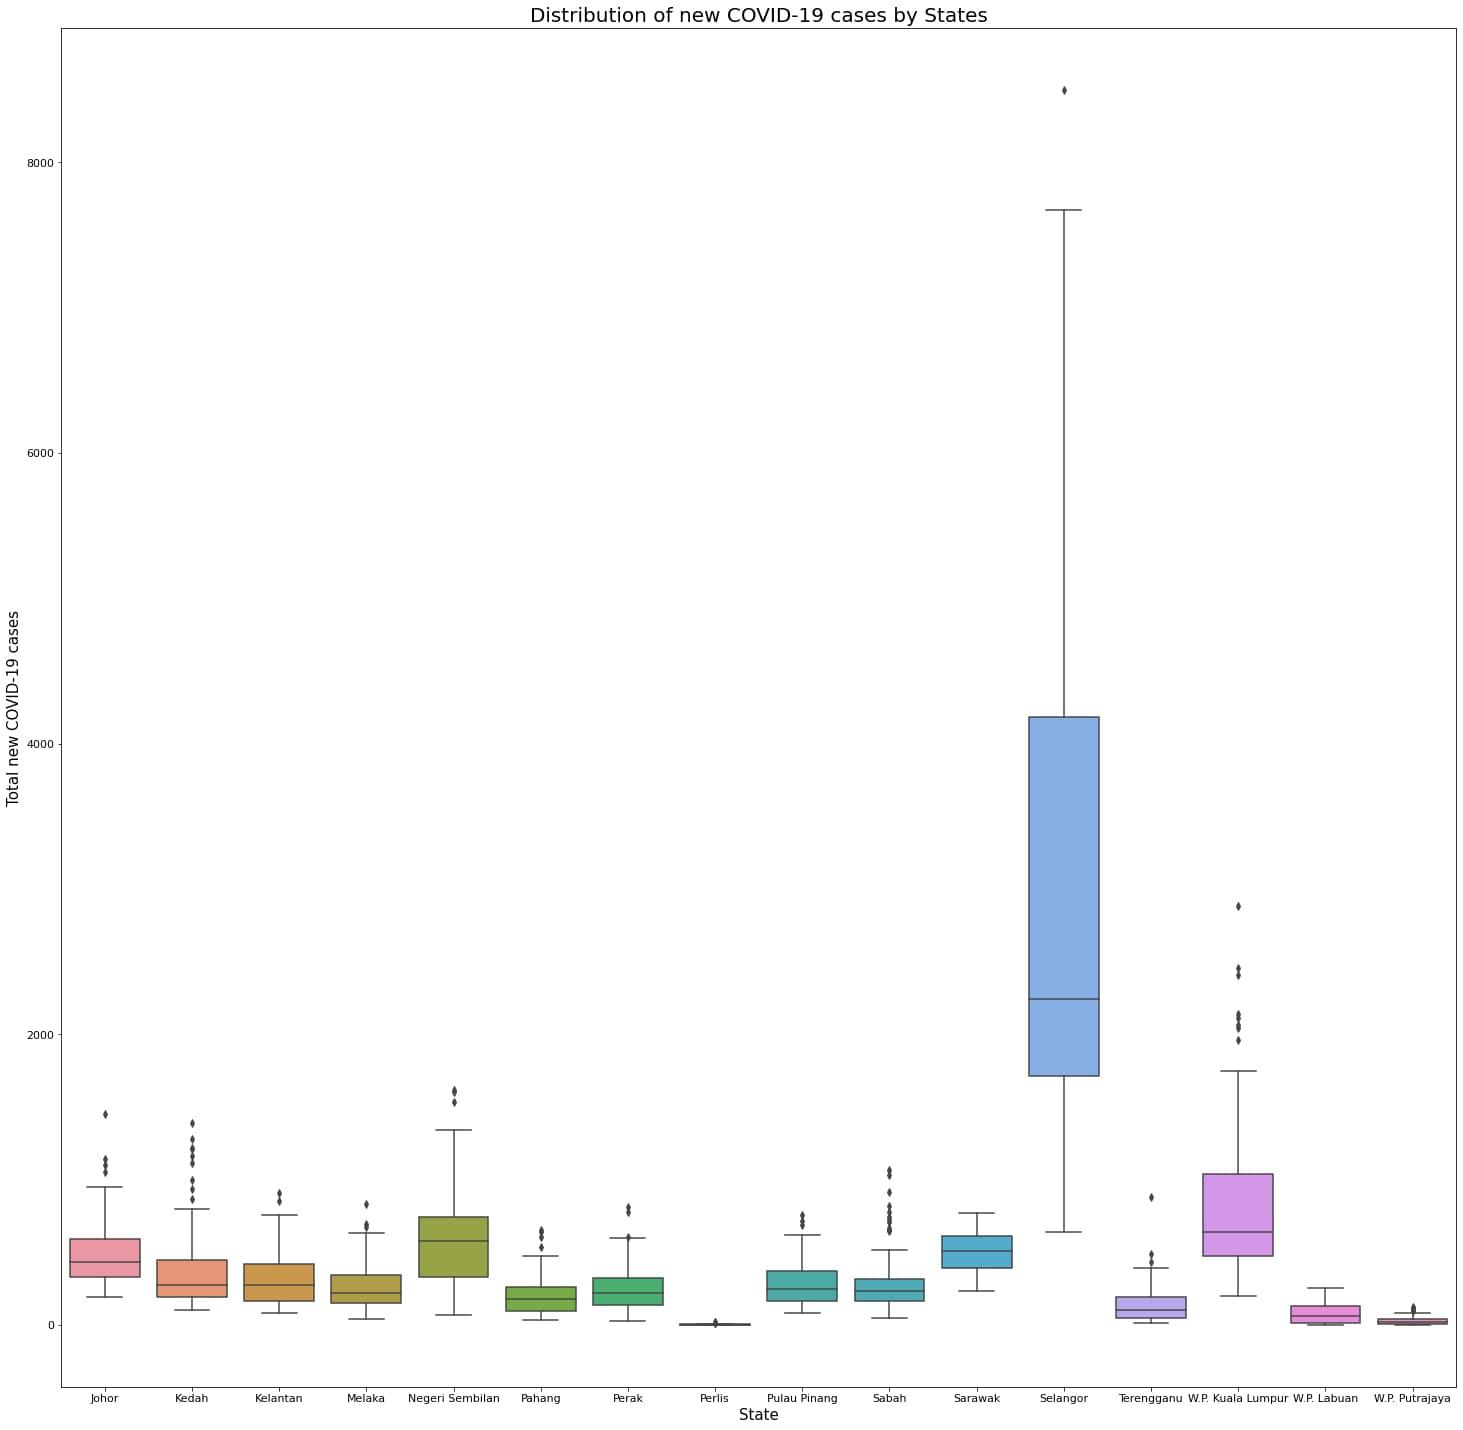 Distribution of new COVID-19 cases by States
Total new COVID-19 cases
8000
6000
4000
2000
0
Johor Kedah Kelantan Melaka Negeri Sembilan Pahang Perak Perlis Pulau Pinang Sabah Sarawak Selangor Terengganu W.P. Kuala Lumpur W.P. Labuan W.P. Putrajaya
State